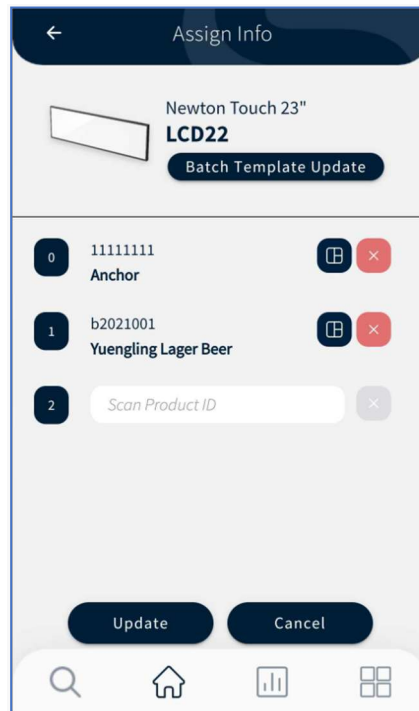 Assign Info
Newton Touch 23"
LCD22
Batch Template Update
0
11111111
Anchor
1
b2021001
Yuengling Lager Beer
2
Scan Product ID
Update
Cancel